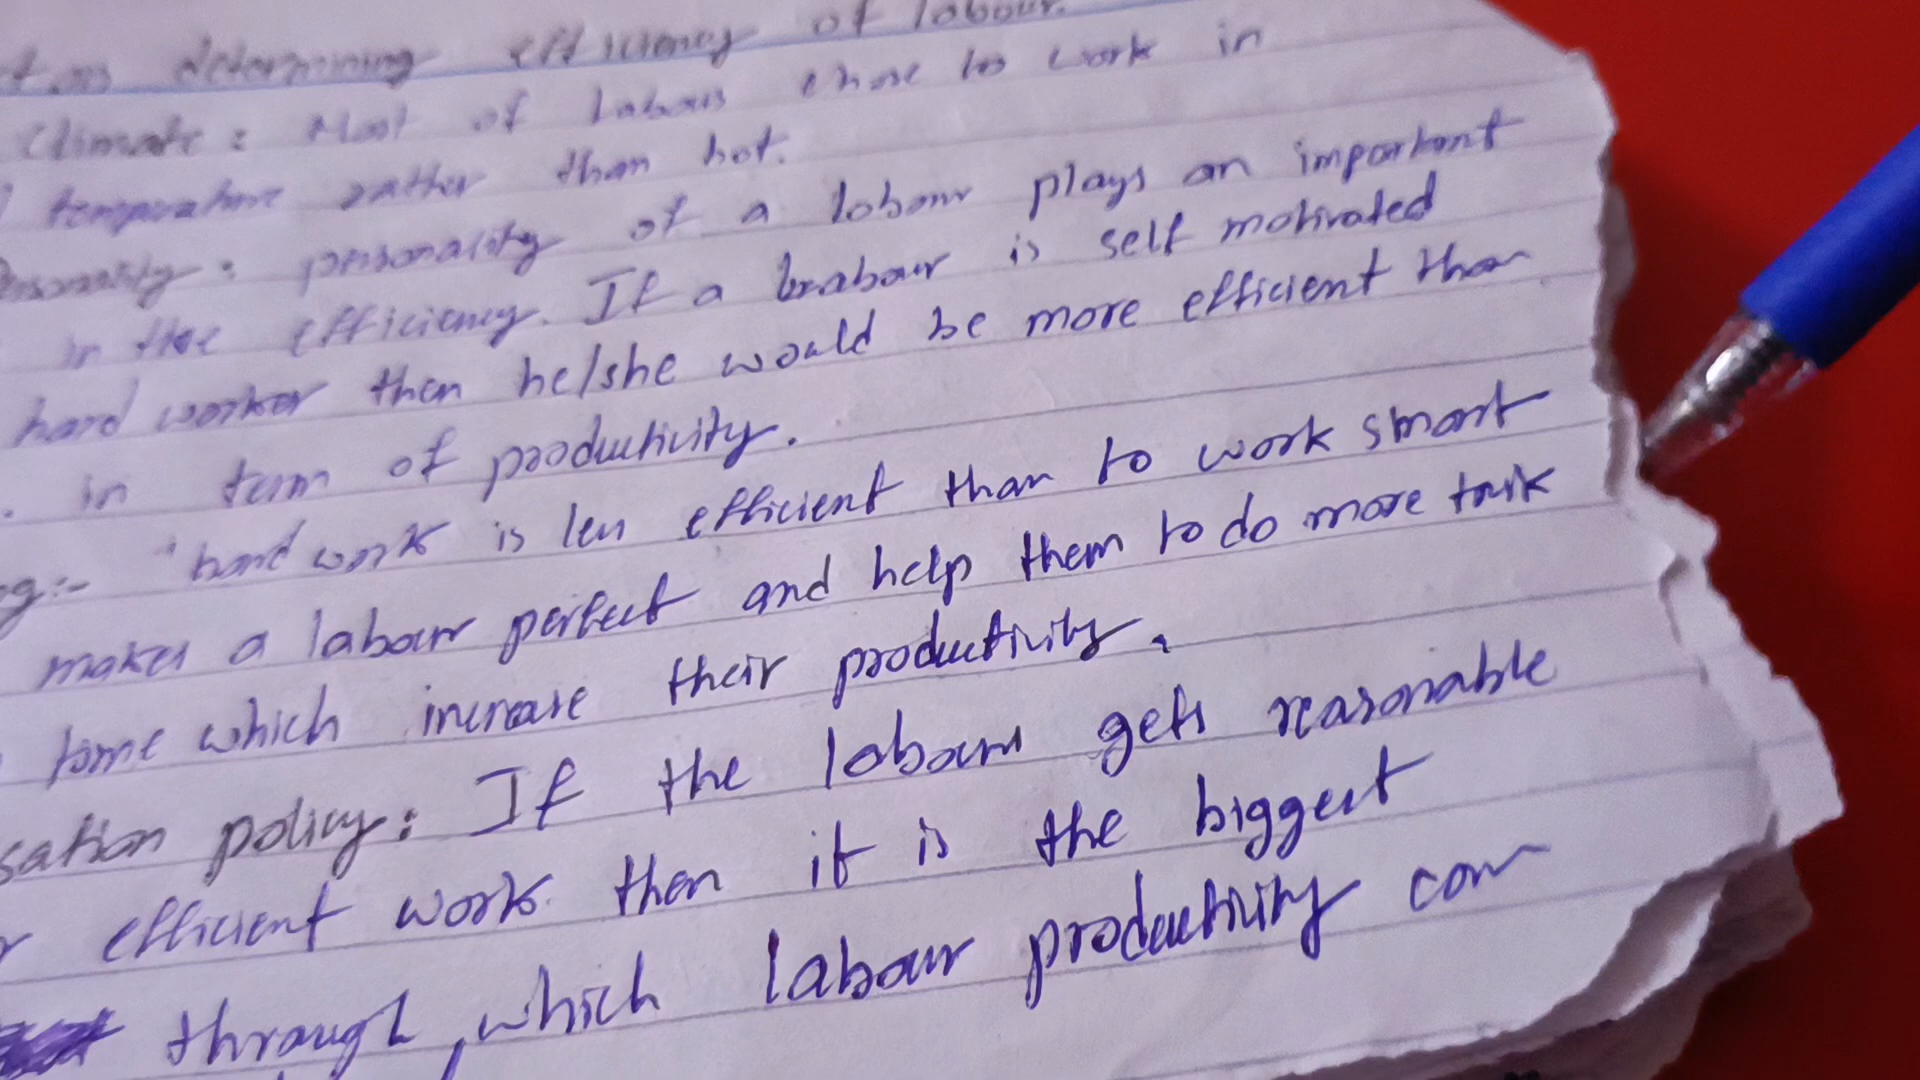 determining efficiency of labour.
Climate: Most of labours chose to work in
temperature rather than hot.
personality of a labour plays an important
in the efficiency. If a labour is self motivated
hard worker then he/she would be more efficient than
. in term of productivity.
"hard work is less efficient than to work smart
makes a labour perfect and help them to do more task
time which increase their productivity.
sation policy: If the labours gets reasonable
efficient work then it is the biggest
through, which labour productivity can